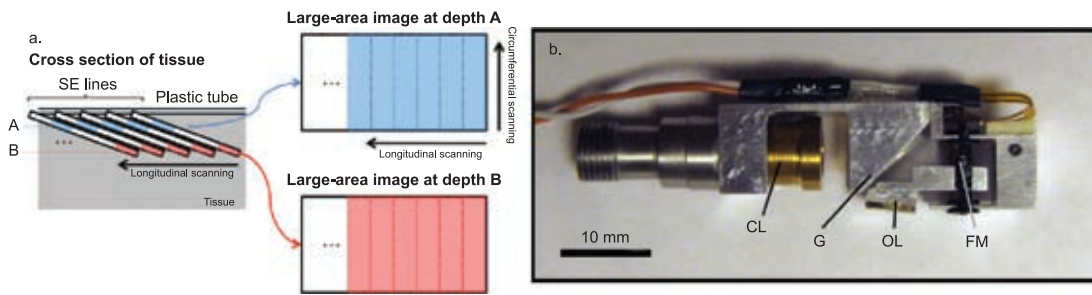 a.
Cross section of tissue
SE lines
Plastic tube
A
B
...
Longitudinal scanning
Tissue
Large-area image at depth A
...
Circumferential scanning
Longitudinal scanning
Large-area image at depth B
...
b.
CL
G
OL
FM
10 mm